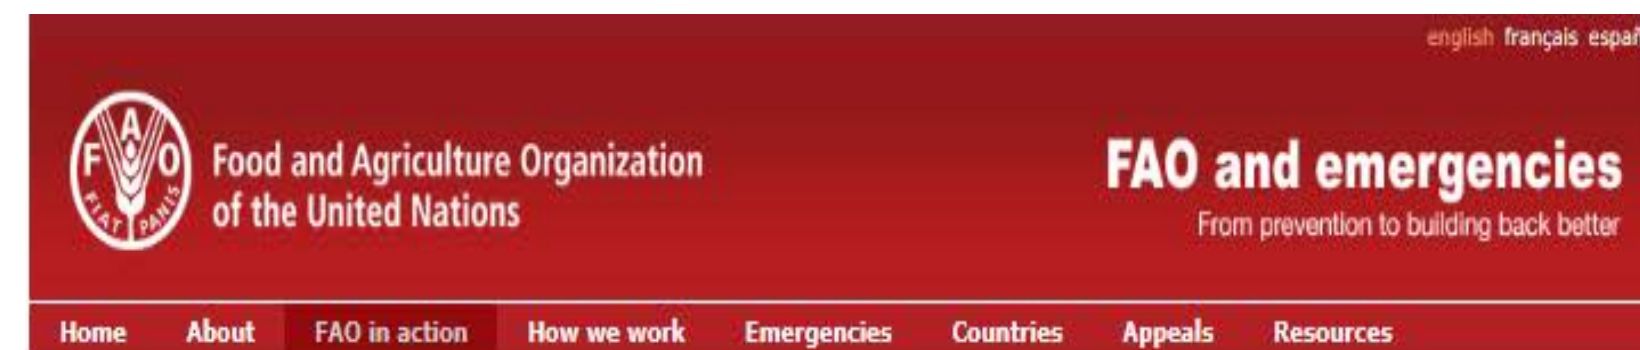 english français
FAO
FIAT PANIS
Food and Agriculture Organization
of the United Nations
FAO and emergencies
From prevention to building back better
Home About FAO in action How we work Emergencies Countries Appeals Resources